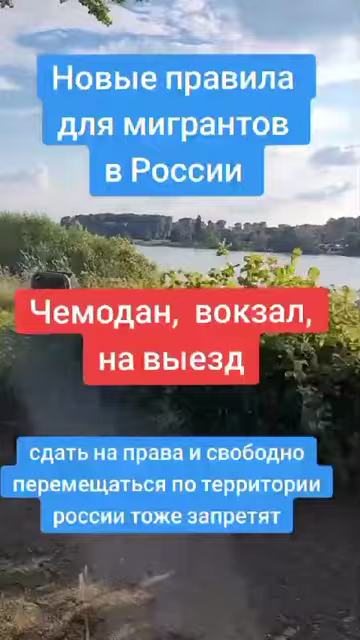 Новые правила
для мигрантов
в России
Чемодан, вокзал,
на выезд
сдать на права и свободно
перемещаться по территории
россии тоже запретят